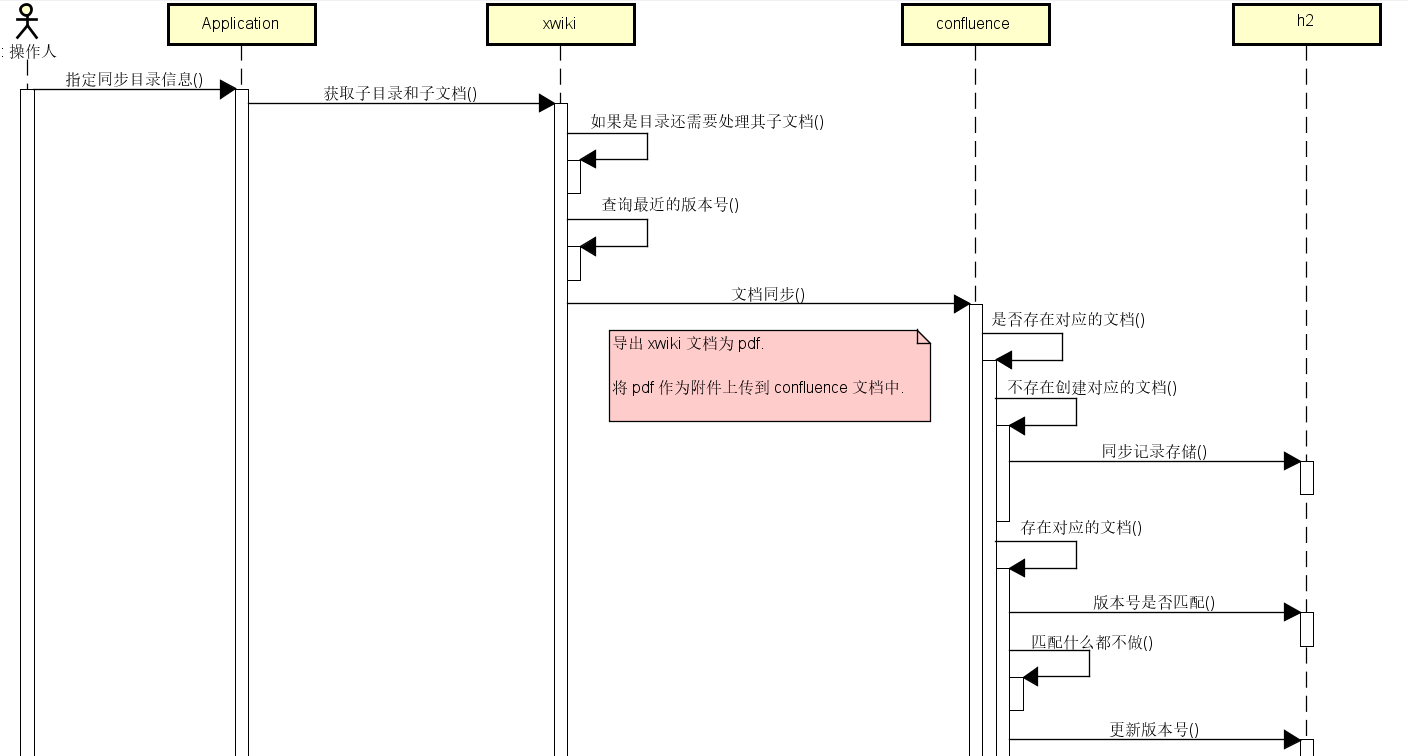 Application
xwiki
confluence
h2
: 操作人
指定同步目录信息()
获取子目录和子文档()
如果是目录还需要处理其子文档()
查询最近的版本号()
文档同步()
是否存在对应的文档()
导出 xwiki 文档为 pdf.
将 pdf 作为附件上传到 confluence 文档中.
不存在创建对应的文档()
同步记录存储()
存在对应的文档()
版本号是否匹配()
匹配什么都不做()
更新版本号()